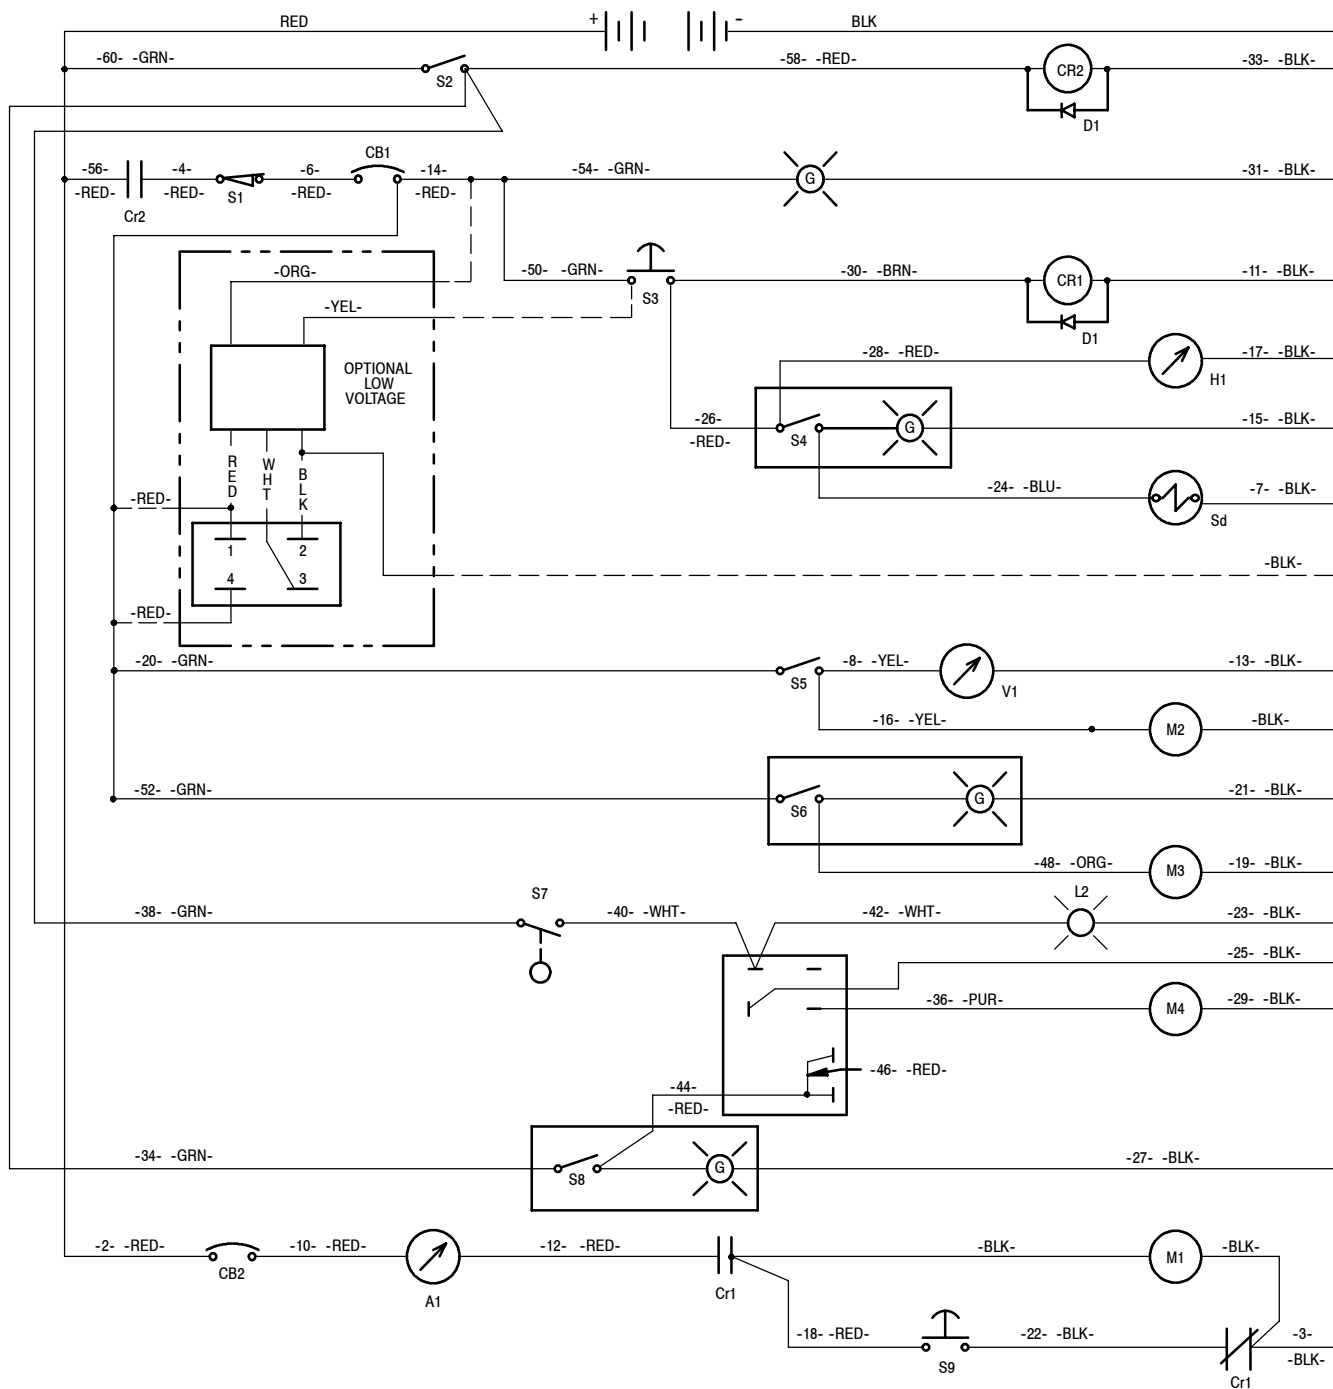 RED
+
-
BLK
-60- -GRN-
S2
-58- -RED-
CR2
-33- -BLK-
D1
CB1
-56-
-RED-
Cr2
-4-
-RED-
S1
-6-
-RED-
-14-
-RED-
-54- -GRN-
G
-31- -BLK-
-ORG-
-YEL-
-50- -GRN-
S3
-30- -BRN-
CR1
-11- -BLK-
D1
OPTIONAL
LOW
VOLTAGE
-28- -RED-
H1
-17- -BLK-
-26-
-RED-
S4
G
-15- -BLK-
RED
WHT
BLK
-RED-
-24- -BLU-
Sd
-7- -BLK-
1
2
4
3
-BLK-
-RED-
-20- -GRN-
S5
-8- -YEL-
V1
-13- -BLK-
-16- -YEL-
M2
-BLK-
-52- -GRN-
S6
G
-21- -BLK-
-48- -ORG-
M3
-19- -BLK-
-38- -GRN-
S7
-40- -WHT-
-42- -WHT-
L2
-23- -BLK-
-25- -BLK-
-36- -PUR-
M4
-29- -BLK-
-46- -RED-
-44-
-RED-
-34- -GRN-
S8
G
-27- -BLK-
-2- -RED-
CB2
-10- -RED-
A1
-12- -RED-
Cr1
-BLK-
M1
-BLK-
-18- -RED-
S9
-22- -BLK-
Cr1
-3-
-BLK-